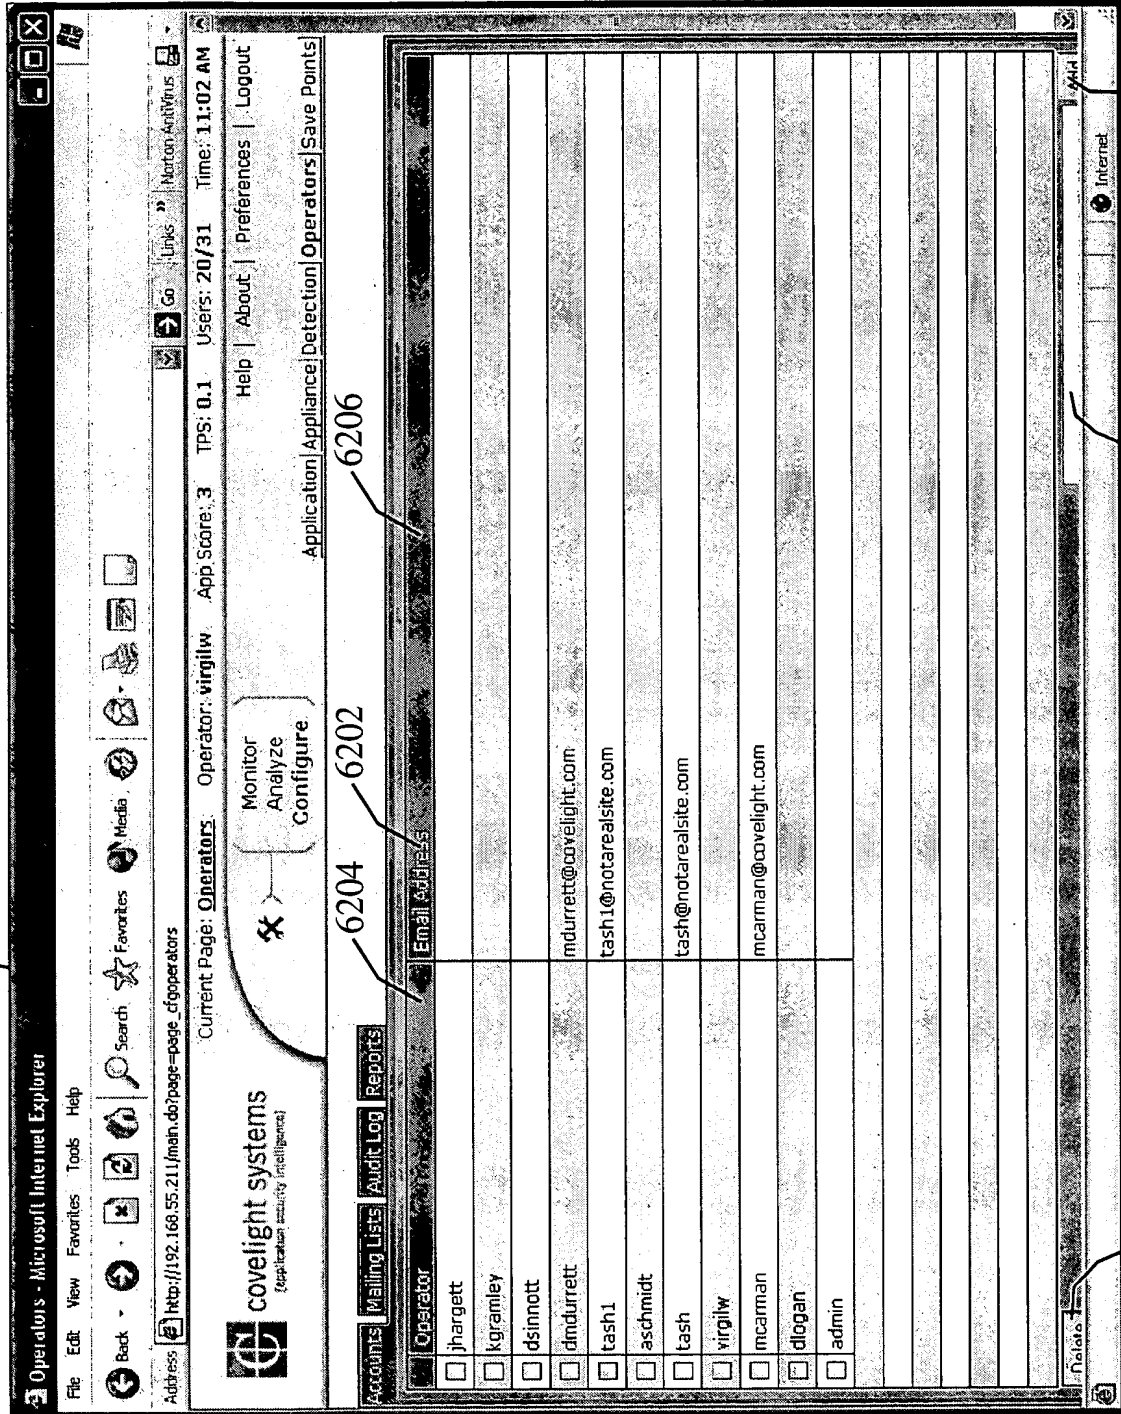 Operators - Microsoft Internet Explorer
File Edit View Favorites Tools Help
Back Search Favorites Media
Address http://192.168.55.211/main.do?page=page_cfgoperators Go Links » Norton AntiVirus
Current Page: Operators Operator: virgilw App Score: 3 TPS: 0.1 Users: 20/31 Time: 11:02 AM
covelight systems
[application security intelligence]
Monitor
Analyze
Configure
Help | About | Preferences | Logout
Application | Appliance | Detection | Operators | Save Points
6204 6202 6206
Accounts Mailing Lists Audit Log Reports
Operator Email Address
jhargett
kgramley
dsinnott
dmdurrett mdurrett@covelight.com
tash1 tash1@notarealsite.com
aschmidt
tash tash@notarealsite.com
virgilw
mcarman mcarman@covelight.com
dlogan
admin
Delete Add
Internet